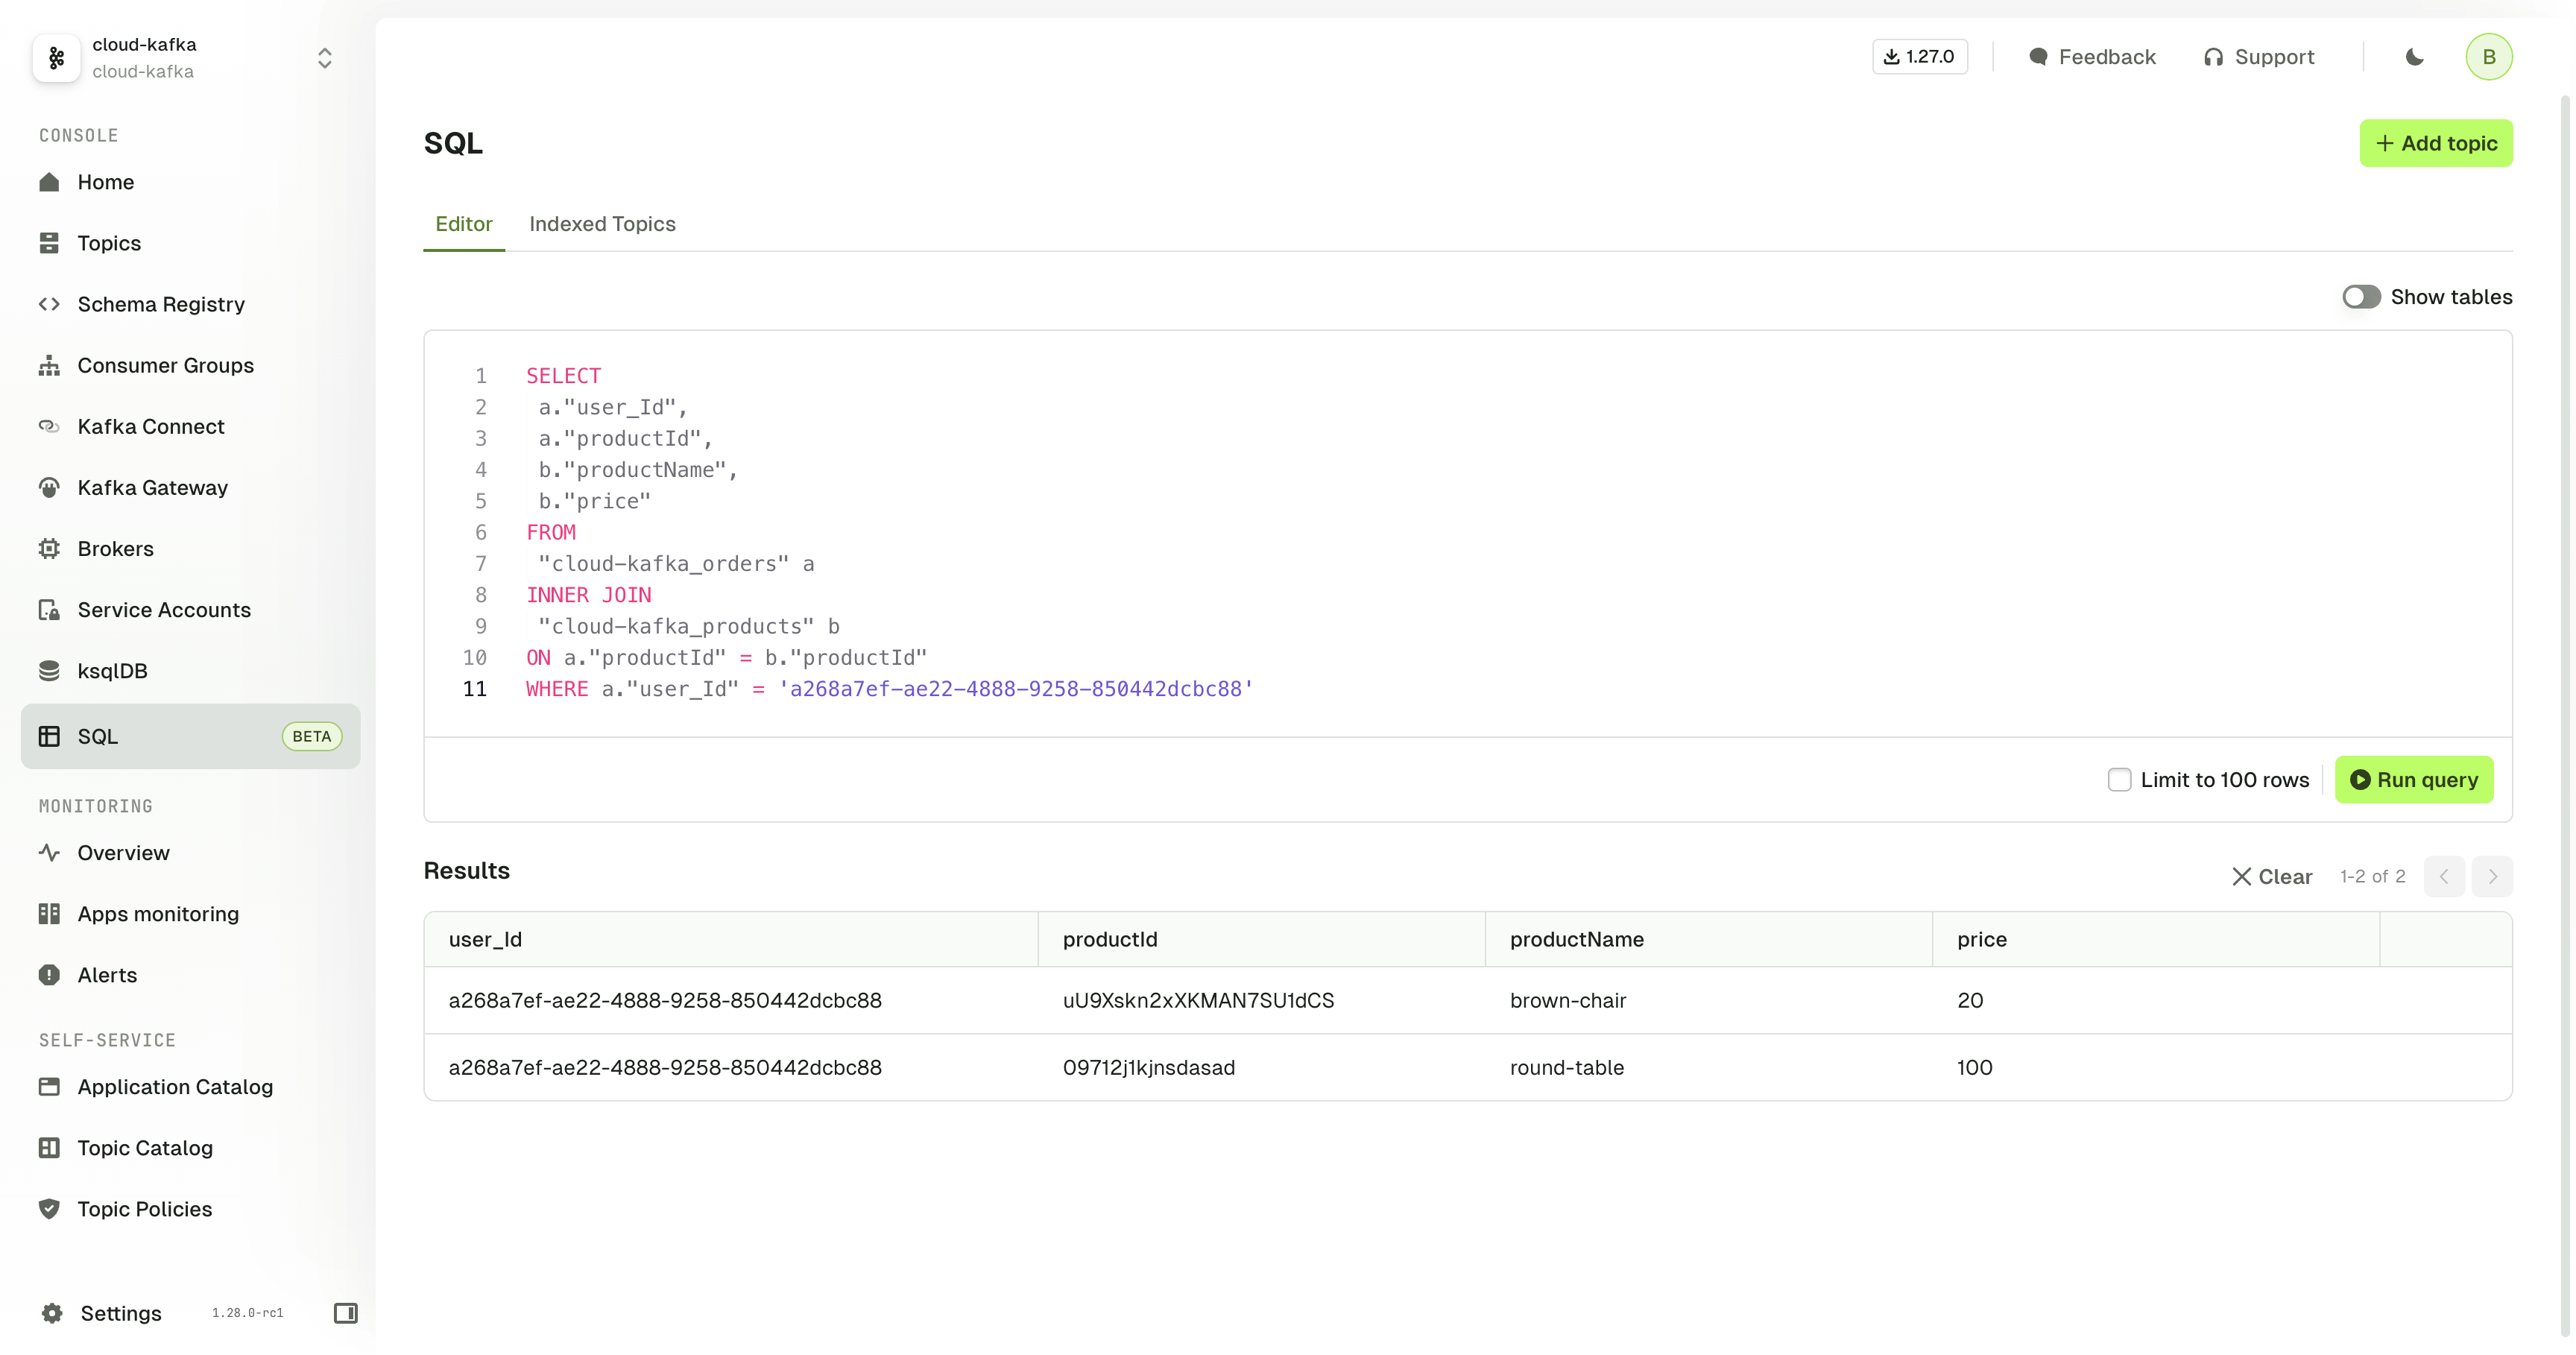 cloud-kafka
cloud-kafka
CONSOLE
Home
Topics
Schema Registry
Consumer Groups
Kafka Connect
Kafka Gateway
Brokers
Service Accounts
ksqlDB
SQL BETA
MONITORING
Overview
Apps monitoring
Alerts
SELF-SERVICE
Application Catalog
Topic Catalog
Topic Policies
Settings 1.28.0-rc1
1.27.0 Feedback Support B
SQL
+ Add topic
Editor Indexed Topics
Show tables
1 SELECT
2 a."user_Id",
3 a."productId",
4 b."productName",
5 b."price"
6 FROM
7 "cloud-kafka_orders" a
8 INNER JOIN
9 "cloud-kafka_products" b
10 ON a."productId" = b."productId"
11 WHERE a."user_Id" = 'a268a7ef-ae22-4888-9258-850442dcbc88'
Limit to 100 rows Run query
Results
Clear 1-2 of 2
user_Id productId productName price
a268a7ef-ae22-4888-9258-850442dcbc88 uU9Xskn2xXKMAN7SU1dCS brown-chair 20
a268a7ef-ae22-4888-9258-850442dcbc88 09712j1kjnsdasad round-table 100